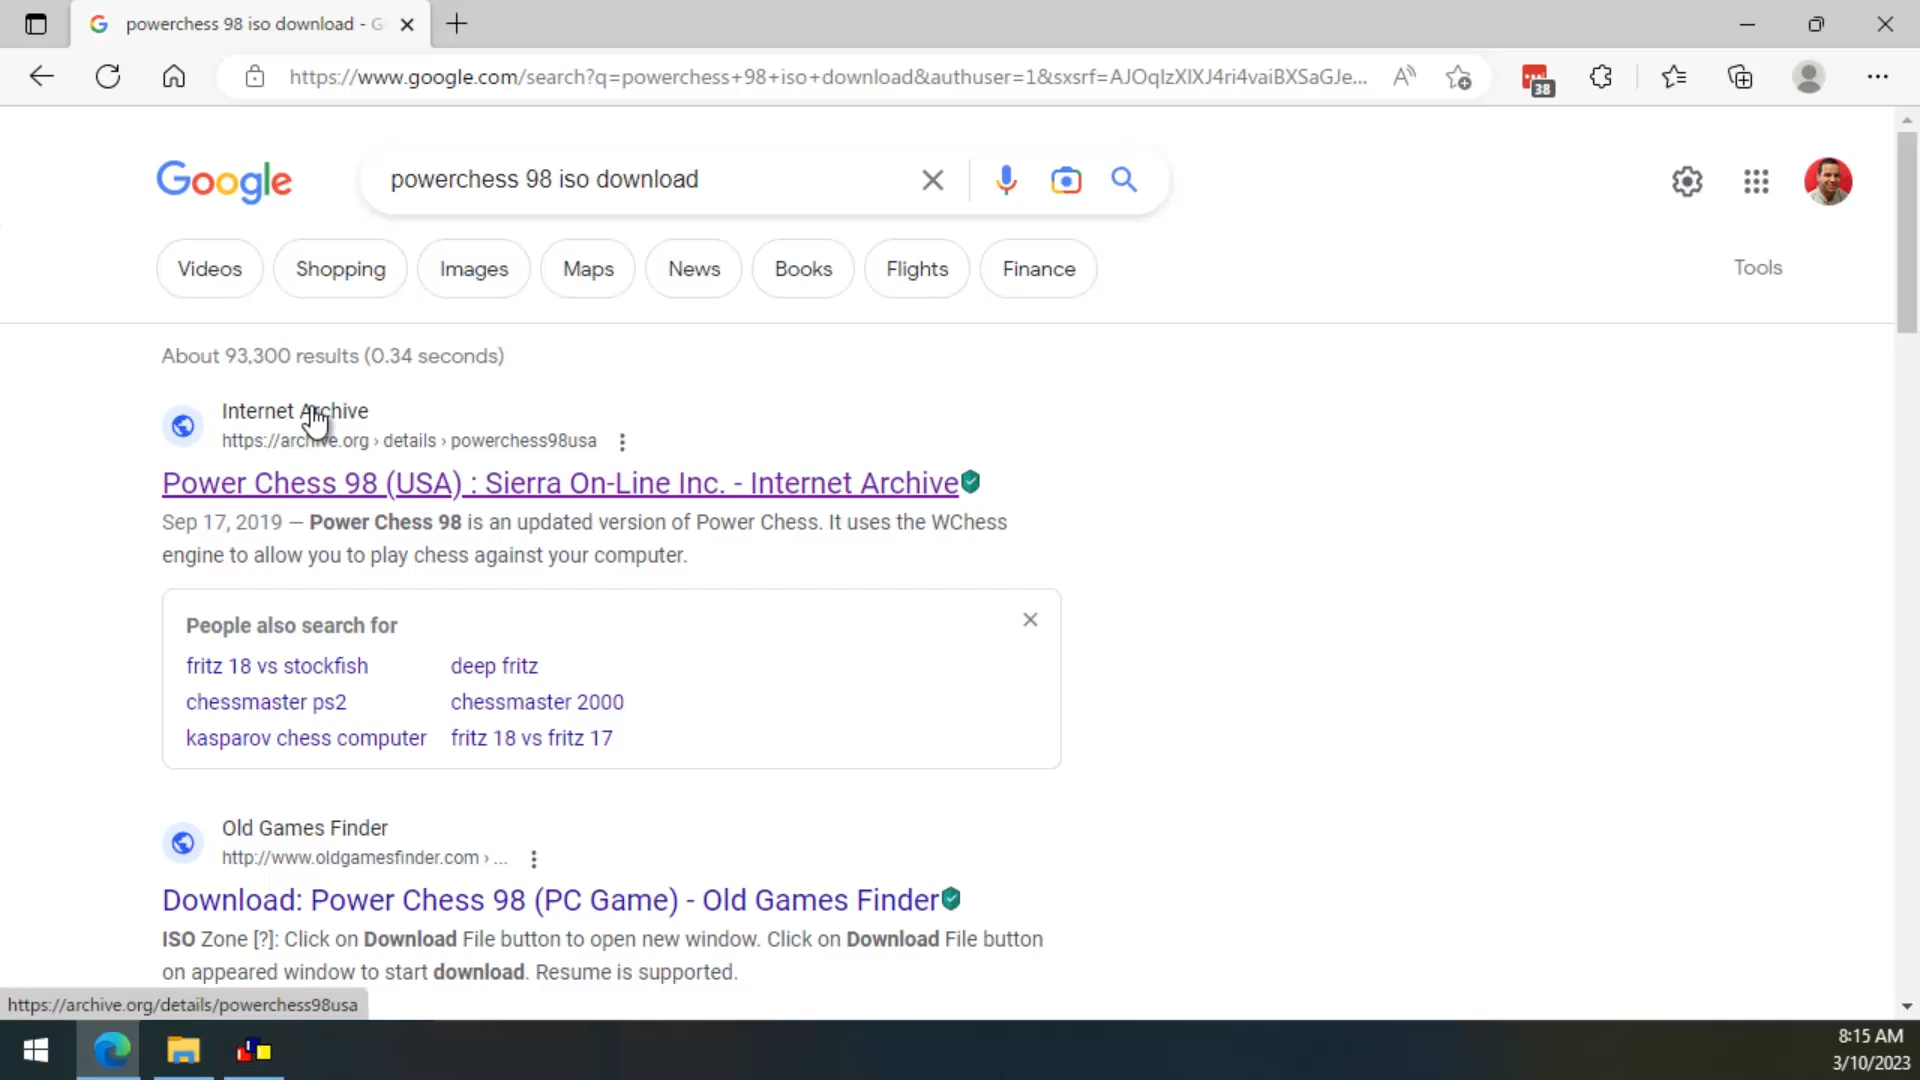 powerchess 98 iso download - G
https://www.google.com/search?q=powerchess+98+iso+download&authuser=1&sxsrf=AJOqlzXlXJ4ri4vaiBXSaGJe...
38
Google
powerchess 98 iso download
Videos
Shopping
Images
Maps
News
Books
Flights
Finance
Tools
About 93,300 results (0.34 seconds)
Internet Archive
https://archive.org › details › powerchess98usa
Power Chess 98 (USA) : Sierra On-Line Inc. - Internet Archive
Sep 17, 2019 — Power Chess 98 is an updated version of Power Chess. It uses the WChess
engine to allow you to play chess against your computer.
People also search for
fritz 18 vs stockfish
deep fritz
chessmaster ps2
chessmaster 2000
kasparov chess computer
fritz 18 vs fritz 17
Old Games Finder
http://www.oldgamesfinder.com › ...
Download: Power Chess 98 (PC Game) - Old Games Finder
ISO Zone [?]: Click on Download File button to open new window. Click on Download File button
on appeared window to start download. Resume is supported.
https://archive.org/details/powerchess98usa
8:15 AM
3/10/2023